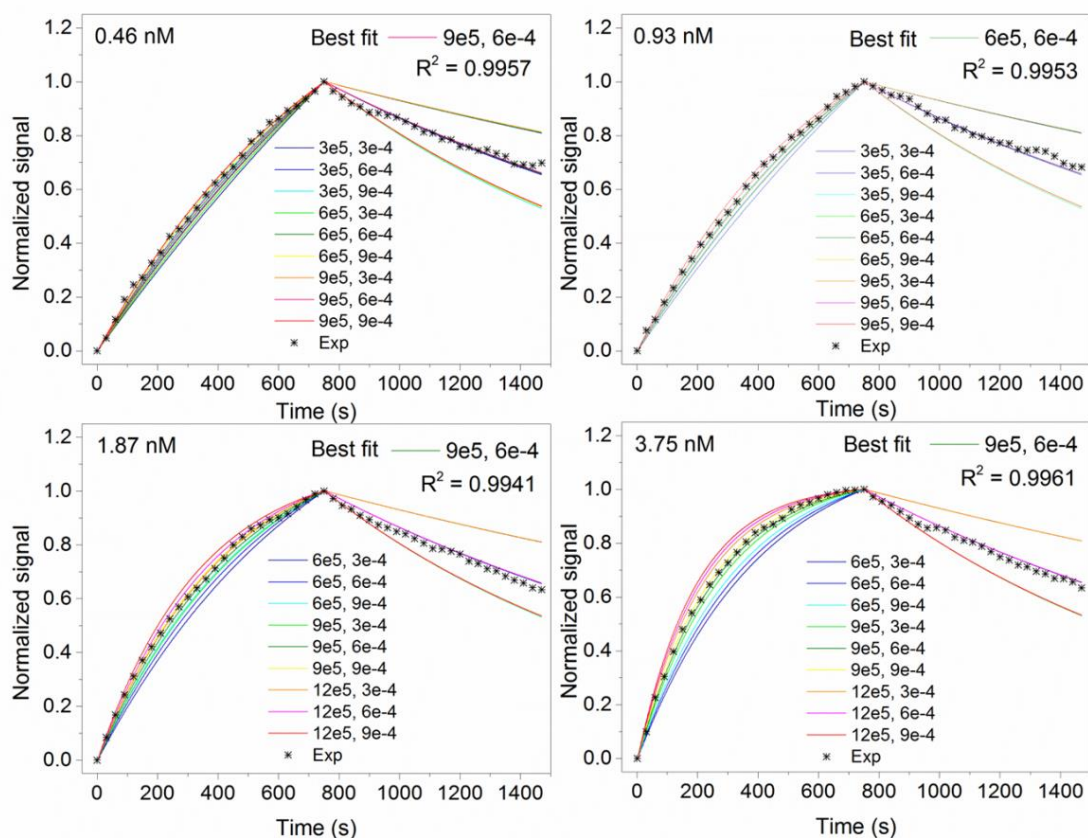 0.46 nM
Best fit 9e5, 6e-4
R² = 0.9957
1.2
1.0
0.8
0.6
0.4
0.2
0.0
Normalized signal
3e5, 3e-4
3e5, 6e-4
3e5, 9e-4
6e5, 3e-4
6e5, 6e-4
6e5, 9e-4
9e5, 3e-4
9e5, 6e-4
9e5, 9e-4
Exp
0 200 400 600 800 1000 1200 1400
Time (s)
0.93 nM
Best fit 6e5, 6e-4
R² = 0.9953
1.2
1.0
0.8
0.6
0.4
0.2
0.0
Normalized signal
3e5, 3e-4
3e5, 6e-4
3e5, 9e-4
6e5, 3e-4
6e5, 6e-4
6e5, 9e-4
9e5, 3e-4
9e5, 6e-4
9e5, 9e-4
Exp
0 200 400 600 800 1000 1200 1400
Time (s)
1.87 nM
Best fit 9e5, 6e-4
R² = 0.9941
1.2
1.0
0.8
0.6
0.4
0.2
0.0
Normalized signal
6e5, 3e-4
6e5, 6e-4
6e5, 9e-4
9e5, 3e-4
9e5, 6e-4
9e5, 9e-4
12e5, 3e-4
12e5, 6e-4
12e5, 9e-4
Exp
0 200 400 600 800 1000 1200 1400
Time (s)
3.75 nM
Best fit 9e5, 6e-4
R² = 0.9961
1.2
1.0
0.8
0.6
0.4
0.2
0.0
Normalized signal
6e5, 3e-4
6e5, 6e-4
6e5, 9e-4
9e5, 3e-4
9e5, 6e-4
9e5, 9e-4
12e5, 3e-4
12e5, 6e-4
12e5, 9e-4
Exp
0 200 400 600 800 1000 1200 1400
Time (s)